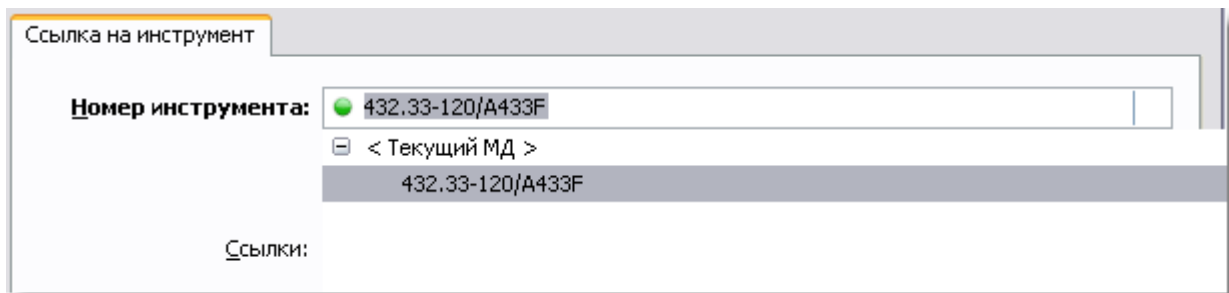 Ссылка на инструмент
Номер инструмента: 432.33-120/A433F
< Текущий МД >
432.33-120/A433F
Ссылки: